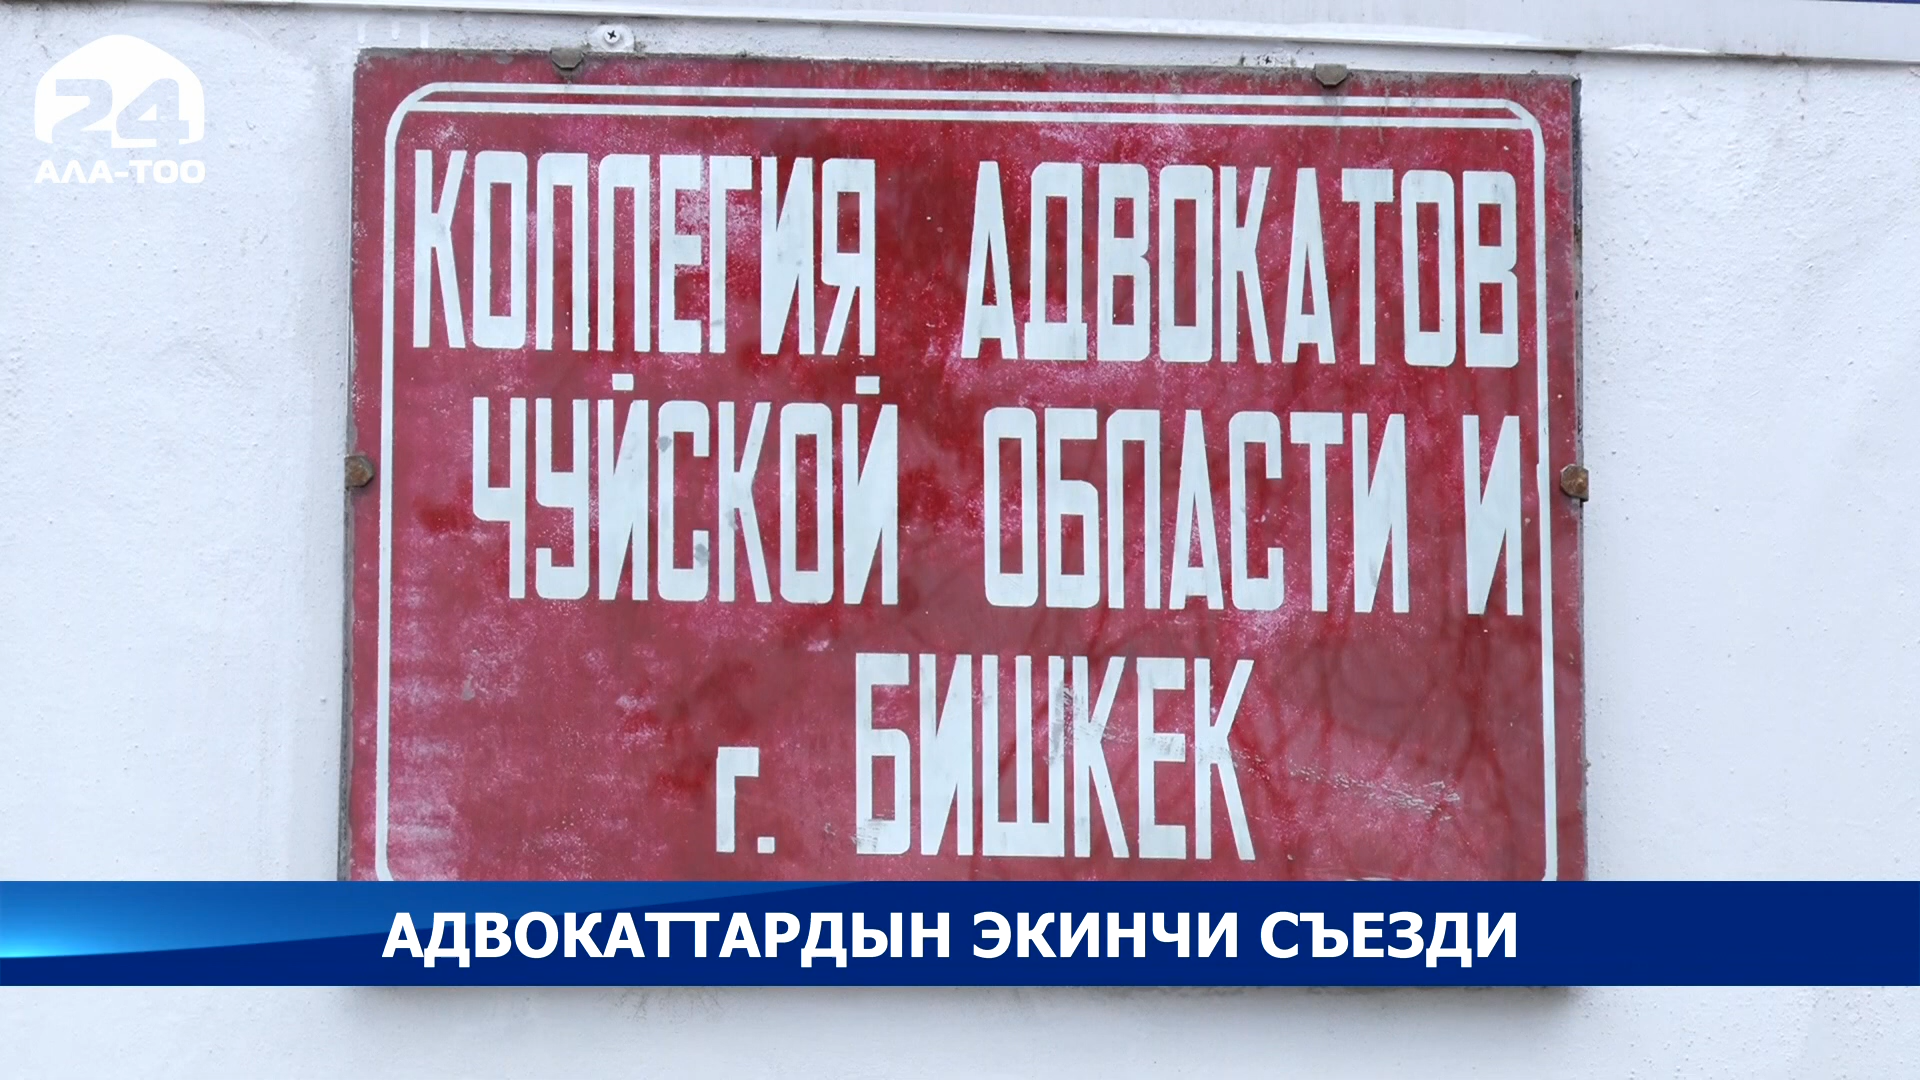 24
АЛА-ТОО
КОЛЛЕГИЯ АДВОКАТОВ
ЧУЙСКОЙ ОБЛАСТИ И
г. БИШКЕК
АДВОКАТТАРДЫН ЭКИНЧИ СЪЕЗДИ